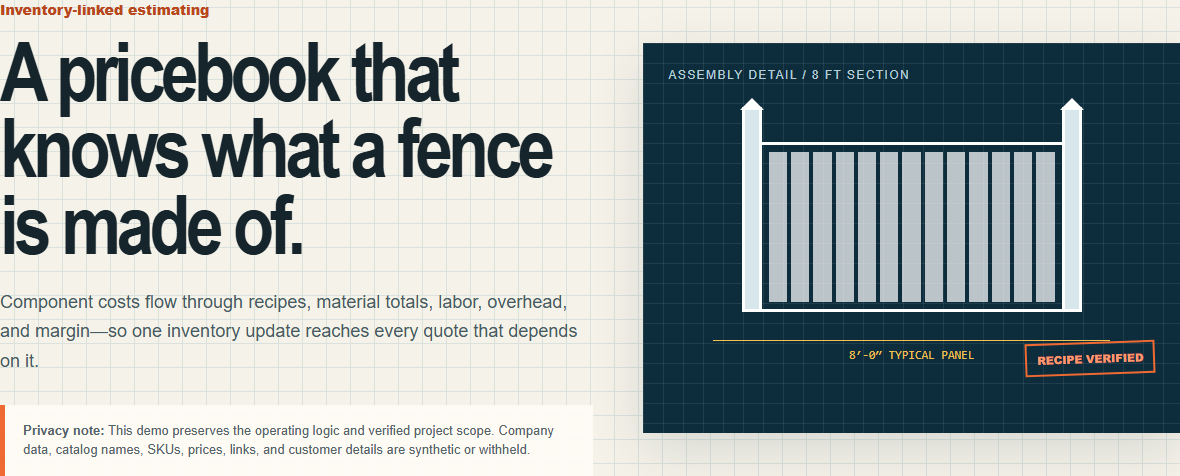 Inventory-linked estimating
A pricebook that
knows what a fence
is made of.
Component costs flow through recipes, material totals, labor, overhead,
and margin—so one inventory update reaches every quote that depends
on it.
Privacy note: This demo preserves the operating logic and verified project scope. Company
data, catalog names, SKUs, prices, links, and customer details are synthetic or withheld.
ASSEMBLY DETAIL / 8 FT SECTION
8′-0″ TYPICAL PANEL
RECIPE VERIFIED